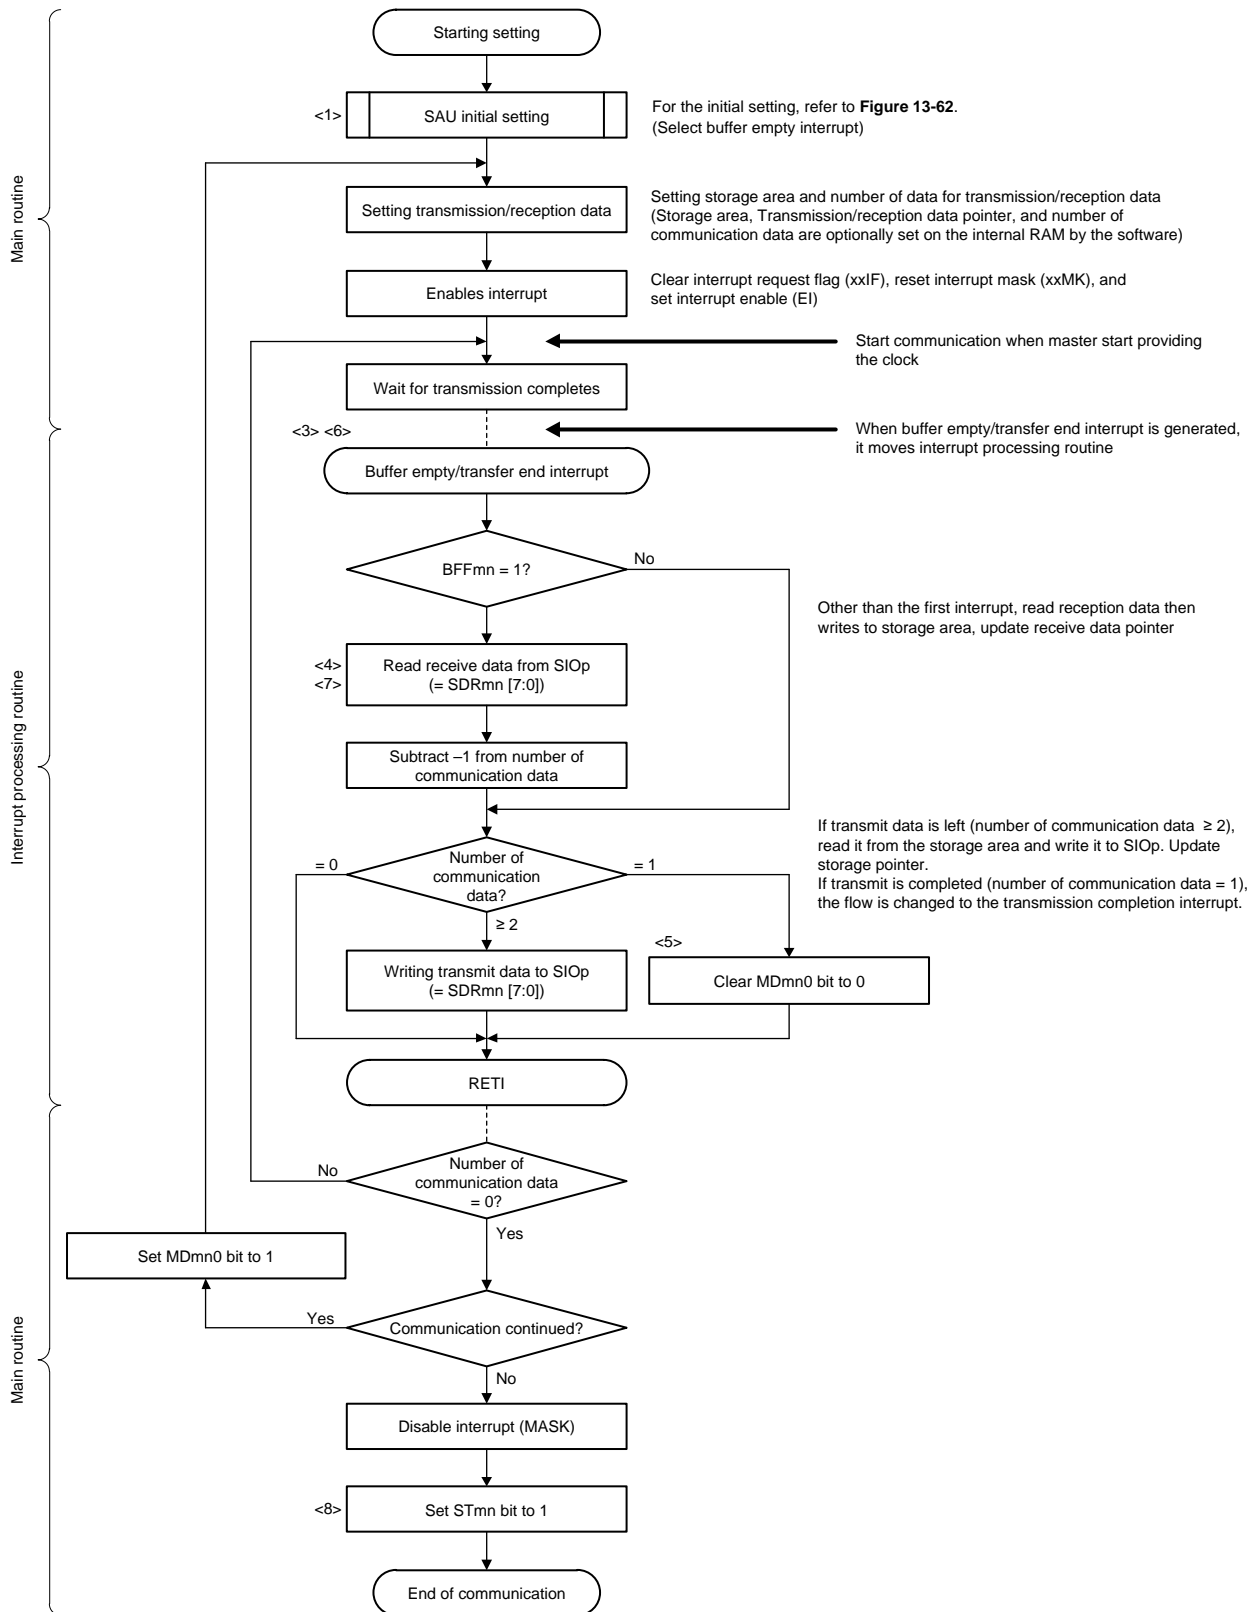 Starting setting
<1>
SAU initial setting
For the initial setting, refer to Figure 13-62.
(Select buffer empty interrupt)
Main routine
Setting transmission/reception data
Setting storage area and number of data for transmission/reception data
(Storage area, Transmission/reception data pointer, and number of
communication data are optionally set on the internal RAM by the software)
Enables interrupt
Clear interrupt request flag (xxIF), reset interrupt mask (xxMK), and
set interrupt enable (EI)
Start communication when master start providing
the clock
Wait for transmission completes
<3> <6>
When buffer empty/transfer end interrupt is generated,
it moves interrupt processing routine
Buffer empty/transfer end interrupt
BFFmn = 1?
No
Other than the first interrupt, read reception data then
writes to storage area, update receive data pointer
<4>
<7>
Read receive data from SIOp
(= SDRmn [7:0])
Interrupt processing routine
Subtract –1 from number of
communication data
If transmit data is left (number of communication data ≥ 2),
read it from the storage area and write it to SIOp. Update
storage pointer.
If transmit is completed (number of communication data = 1),
the flow is changed to the transmission completion interrupt.
= 0
Number of
communication
data?
= 1
≥ 2
<5>
Writing transmit data to SIOp
(= SDRmn [7:0])
Clear MDmn0 bit to 0
RETI
No
Number of
communication data
= 0?
Yes
Set MDmn0 bit to 1
Yes
Communication continued?
No
Main routine
Disable interrupt (MASK)
<8>
Set STmn bit to 1
End of communication